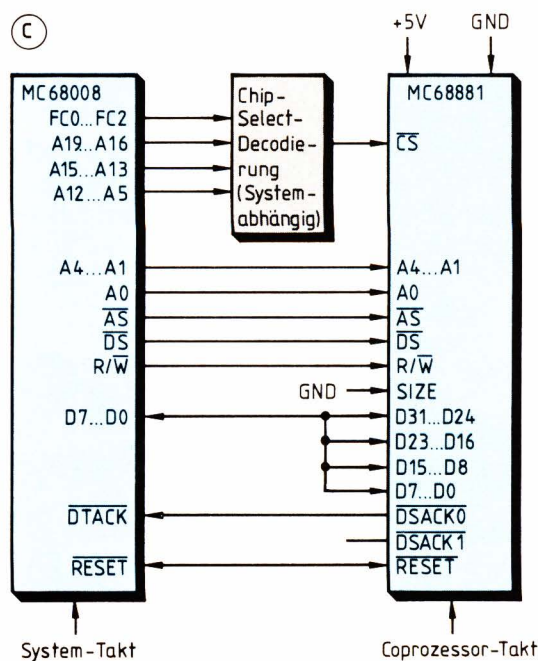 C
+5V GND
MC68008
FC0...FC2
A19...A16
A15...A13
A12...A5
A4...A1
A0
AS
DS
R/W
D7...D0
DTACK
RESET
System-Takt
Chip-
Select-
Decodie-
rung
(System-
abhängig)
GND
MC68881
CS
A4...A1
A0
AS
DS
R/W
SIZE
D31...D24
D23...D16
D15...D8
D7...D0
DSACK0
DSACK1
RESET
Coprozessor-Takt